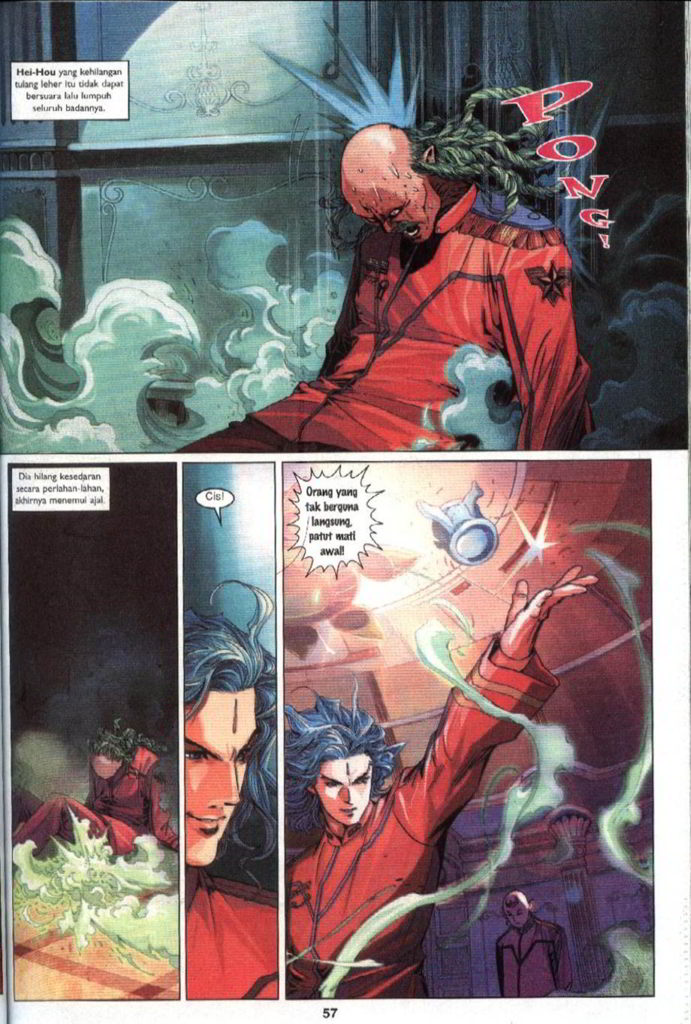 Hei-Hou yang kehilangan
tulang leher itu tidak dapat
bersuara lalu lumpuh
seluruh badannya.
PONG!
Dia hilang kesedaran
secara perlahan-lahan,
akhirnya menemui ajal.
Cis!
Orang yang
tak berguna
langsung,
patut mati
awal!
57